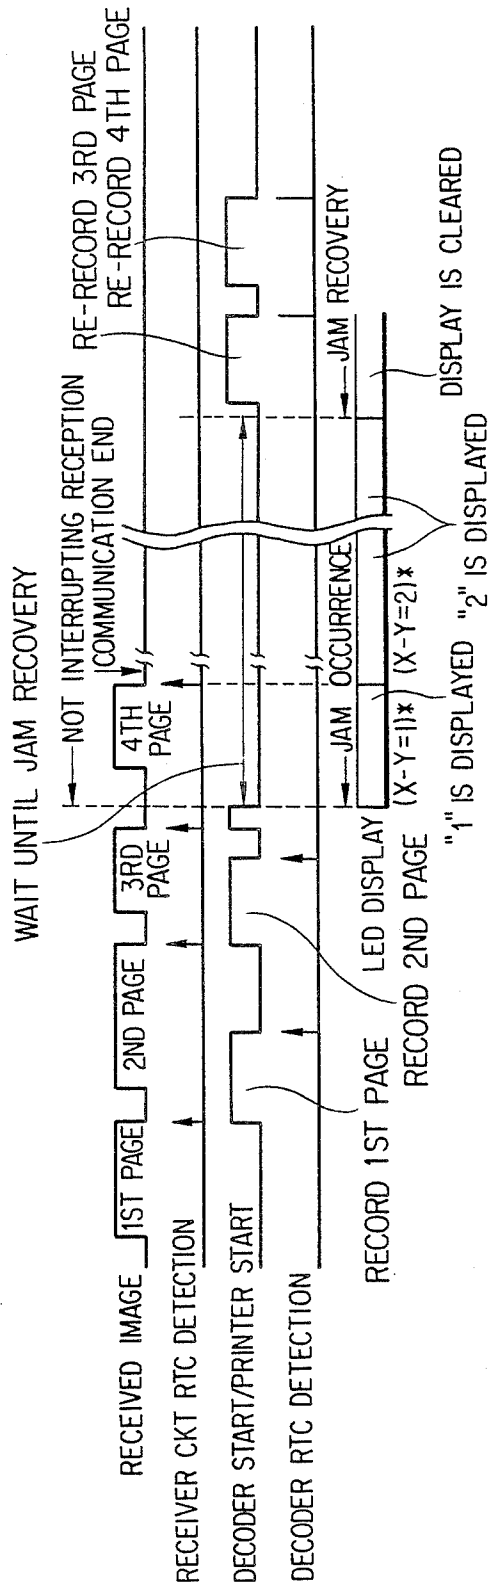 WAIT UNTIL JAM RECOVERY
NOT INTERRUPTING RECEPTION
COMMUNICATION END
RE-RECORD 3RD PAGE
RE-RECORD 4TH PAGE
RECEIVED IMAGE
1ST PAGE
2ND PAGE
3RD
PAGE
4TH
PAGE
RECEIVER CKT RTC DETECTION
DECODER START/PRINTER START
DECODER RTC DETECTION
RECORD 1ST PAGE
RECORD 2ND PAGE
LED DISPLAY
JAM OCCURRENCE
JAM RECOVERY
(X-Y=1)* (X-Y=2)*
"1" IS DISPLAYED "2" IS DISPLAYED
DISPLAY IS CLEARED